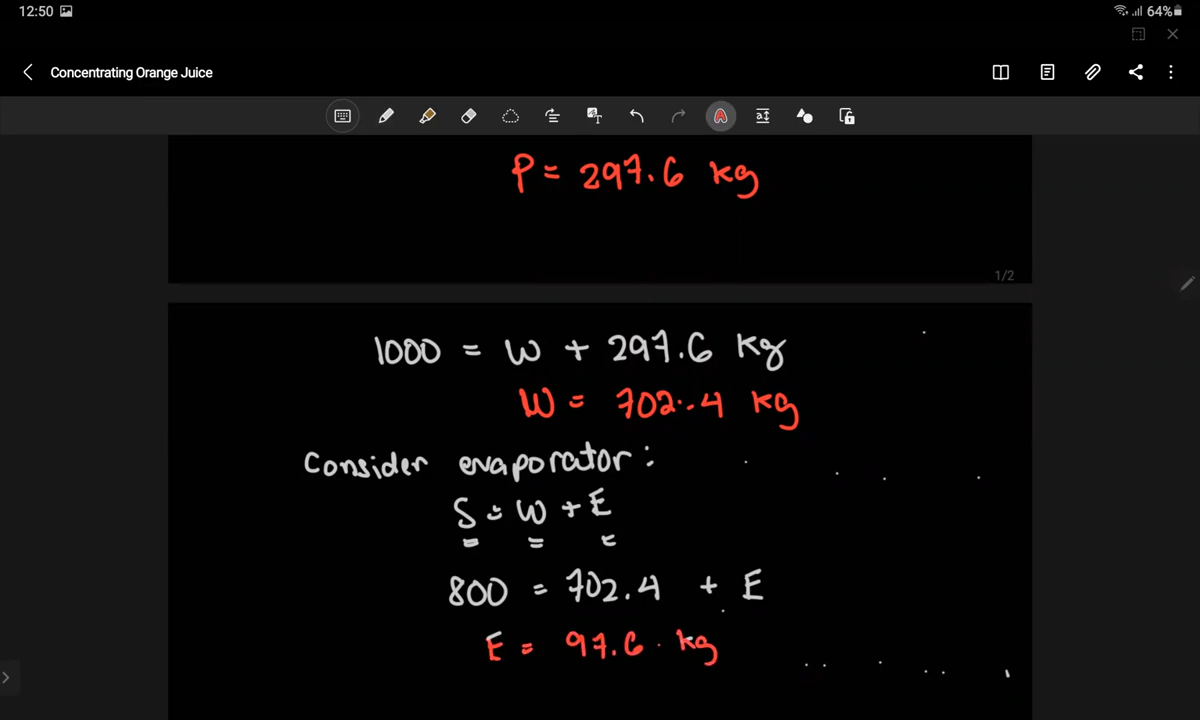 12:50 64%
Concentrating Orange Juice
P = 297.6 kg
1/2
1000 = W + 297.6 kg
W = 702.4 kg
Consider evaporator:
S = W + E
800 = 702.4 + E
E = 97.6 kg